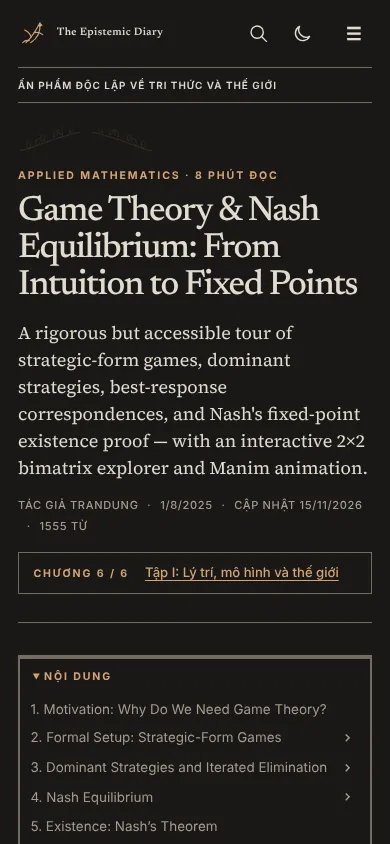 The Epistemic Diary
ẤN PHẨM ĐỘC LẬP VỀ TRI THỨC VÀ THẾ GIỚI
APPLIED MATHEMATICS · 8 PHÚT ĐỌC
Game Theory & Nash
Equilibrium: From
Intuition to Fixed Points
A rigorous but accessible tour of
strategic-form games, dominant
strategies, best-response
correspondences, and Nash's fixed-point
existence proof — with an interactive 2×2
bimatrix explorer and Manim animation.
TÁC GIẢ TRANDUNG · 1/8/2025 · CẬP NHẬT 15/11/2026
· 1555 TỪ
CHƯƠNG 6 / 6 Tập I: Lý trí, mô hình và thế giới
▼ NỘI DUNG
1. Motivation: Why Do We Need Game Theory?
2. Formal Setup: Strategic-Form Games
3. Dominant Strategies and Iterated Elimination
4. Nash Equilibrium
5. Existence: Nash’s Theorem